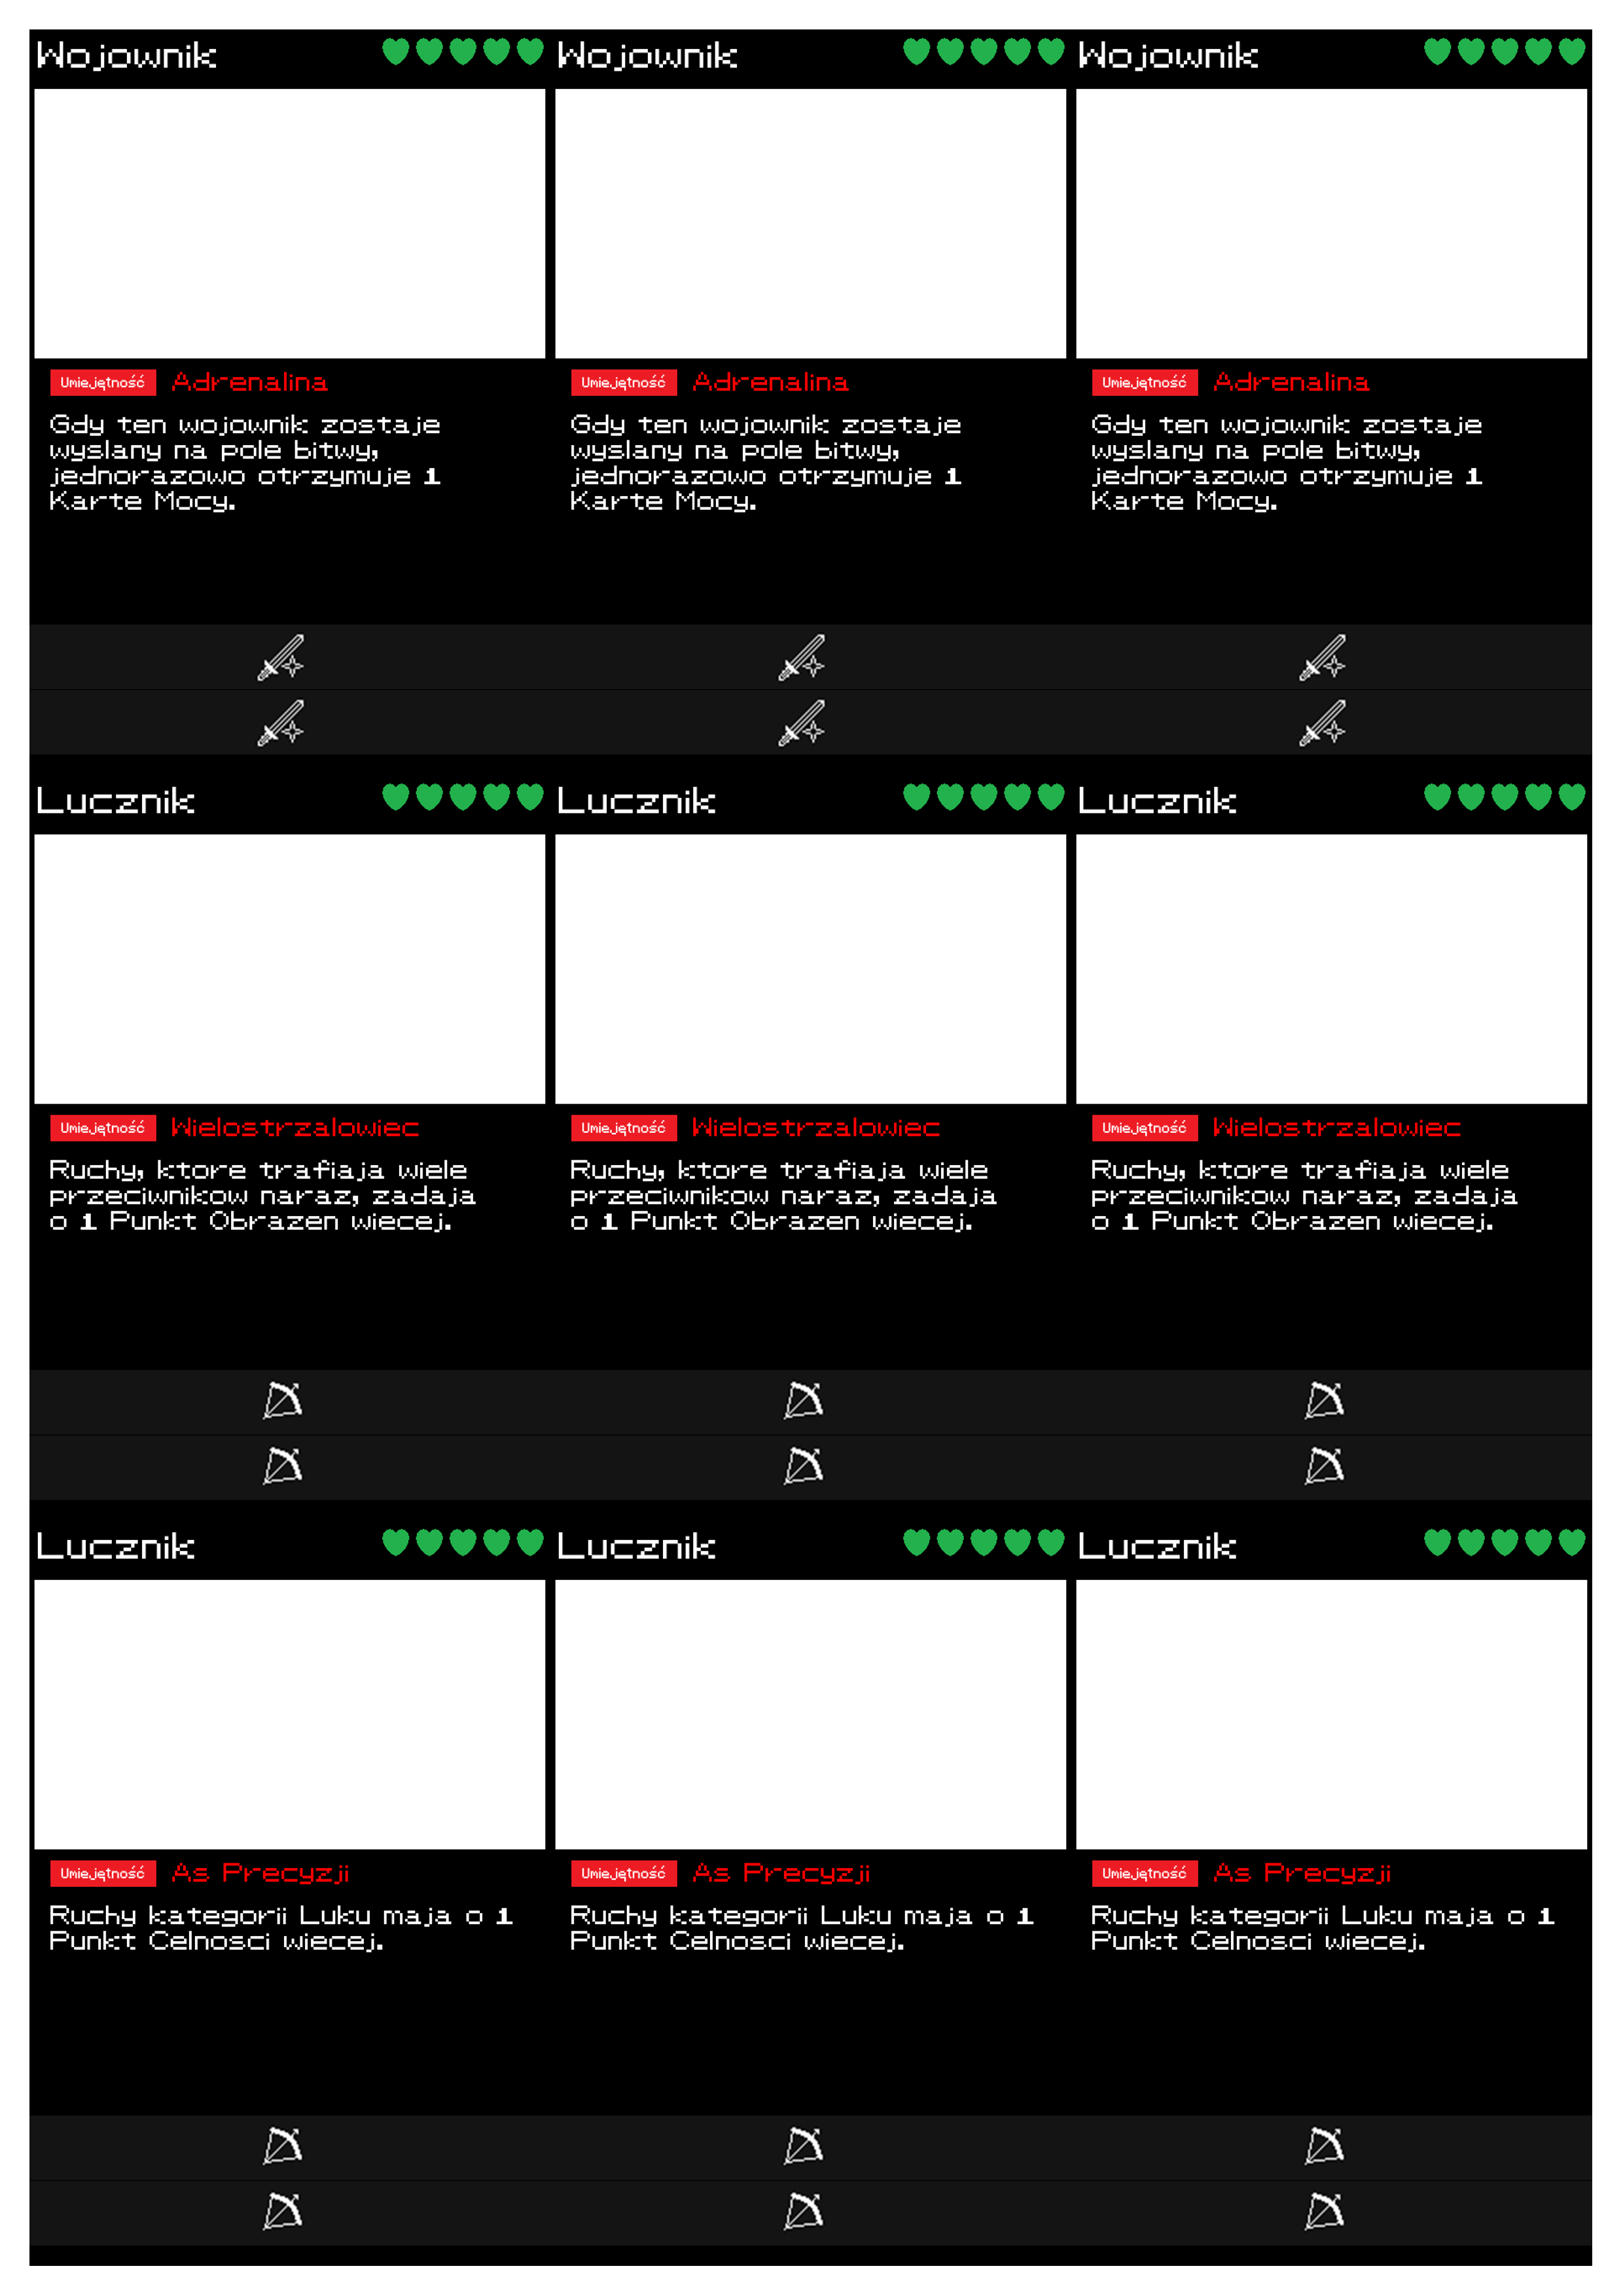 Wojownik
Umiejętność Adrenalina
Gdy ten wojownik zostaje
wyslany na pole bitwy,
jednorazowo otrzymuje 1
Karte Mocy.
Wojownik
Umiejętność Adrenalina
Gdy ten wojownik zostaje
wyslany na pole bitwy,
jednorazowo otrzymuje 1
Karte Mocy.
Wojownik
Umiejętność Adrenalina
Gdy ten wojownik zostaje
wyslany na pole bitwy,
jednorazowo otrzymuje 1
Karte Mocy.
Lucznik
Umiejętność Wielostrzalowiec
Ruchy, ktore trafiaja wiele
przeciwnikow naraz, zadaja
o 1 Punkt Obrazen wiecej.
Lucznik
Umiejętność Wielostrzalowiec
Ruchy, ktore trafiaja wiele
przeciwnikow naraz, zadaja
o 1 Punkt Obrazen wiecej.
Lucznik
Umiejętność Wielostrzalowiec
Ruchy, ktore trafiaja wiele
przeciwnikow naraz, zadaja
o 1 Punkt Obrazen wiecej.
Lucznik
Umiejętność As Precyzji
Ruchy kategorii Luku maja o 1
Punkt Celnosci wiecej.
Lucznik
Umiejętność As Precyzji
Ruchy kategorii Luku maja o 1
Punkt Celnosci wiecej.
Lucznik
Umiejętność As Precyzji
Ruchy kategorii Luku maja o 1
Punkt Celnosci wiecej.